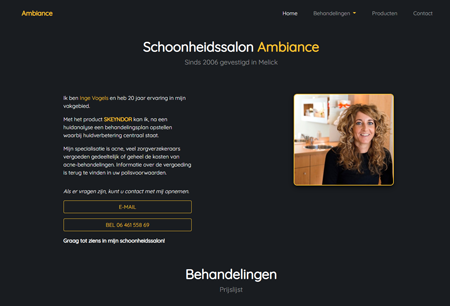 Ambiance
Home Behandelingen Producten Contact
Schoonheidssalon Ambiance
Sinds 2006 gevestigd in Melick
Ik ben Inge Vogels en heb 20 jaar ervaring in mijn
vakgebied.
Met het product SKEYNDOR kan ik, na een
huidanalyse een behandelingsplan opstellen
waarbij huidverbetering centraal staat.
Mijn specialisatie is acne, veel zorgverzekeraars
vergoeden gedeeltelijk of geheel de kosten van
acne-behandelingen. Informatie over de vergoeding
is terug te vinden in uw polisvoorwaarden.
Als er vragen zijn, kunt u contact met mij opnemen.
E-MAIL
BEL 06 461 558 69
Graag tot ziens in mijn schoonheidssalon!
Behandelingen
Prijslijst